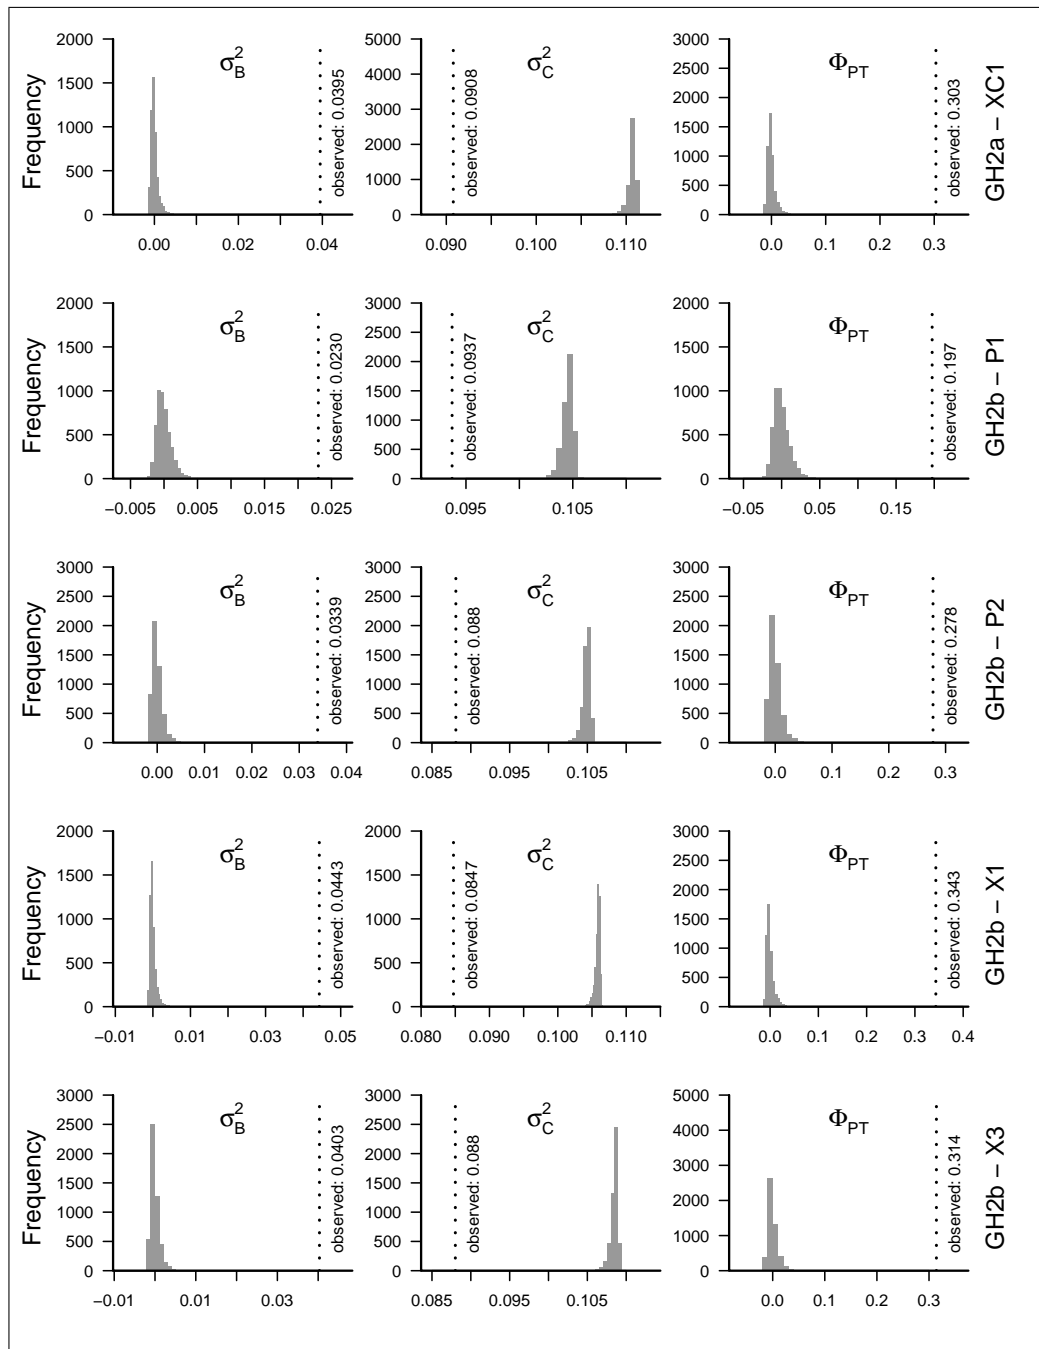 σ²B
σ²C
ΦPT
Frequency
2000
1500
1000
500
0
0.00 0.02 0.04
observed: 0.0395
5000
4000
3000
2000
1000
0
0.090 0.100 0.110
observed: 0.0908
3000
2500
2000
1500
1000
500
0
0.0 0.1 0.2 0.3
observed: 0.303
GH2a – XC1
σ²B
σ²C
ΦPT
Frequency
2000
1500
1000
500
0
−0.005 0.005 0.015 0.025
observed: 0.0230
3000
2500
2000
1500
1000
500
0
0.095 0.105
observed: 0.0937
2000
1500
1000
500
0
−0.05 0.05 0.15
observed: 0.197
GH2b – P1
σ²B
σ²C
ΦPT
Frequency
3000
2500
2000
1500
1000
500
0
0.00 0.01 0.02 0.03 0.04
observed: 0.0339
3000
2500
2000
1500
1000
500
0
0.085 0.095 0.105
observed: 0.088
3000
2500
2000
1500
1000
500
0
0.0 0.1 0.2 0.3
observed: 0.278
GH2b – P2
σ²B
σ²C
ΦPT
Frequency
2000
1500
1000
500
0
−0.01 0.01 0.03 0.05
observed: 0.0443
2000
1500
1000
500
0
0.080 0.090 0.100 0.110
observed: 0.0847
3000
2500
2000
1500
1000
500
0
0.0 0.1 0.2 0.3 0.4
observed: 0.343
GH2b – X1
σ²B
σ²C
ΦPT
Frequency
3000
2500
2000
1500
1000
500
0
−0.01 0.01 0.03
observed: 0.0403
3000
2500
2000
1500
1000
500
0
0.085 0.095 0.105
observed: 0.088
5000
4000
3000
2000
1000
0
0.0 0.1 0.2 0.3
observed: 0.314
GH2b – X3